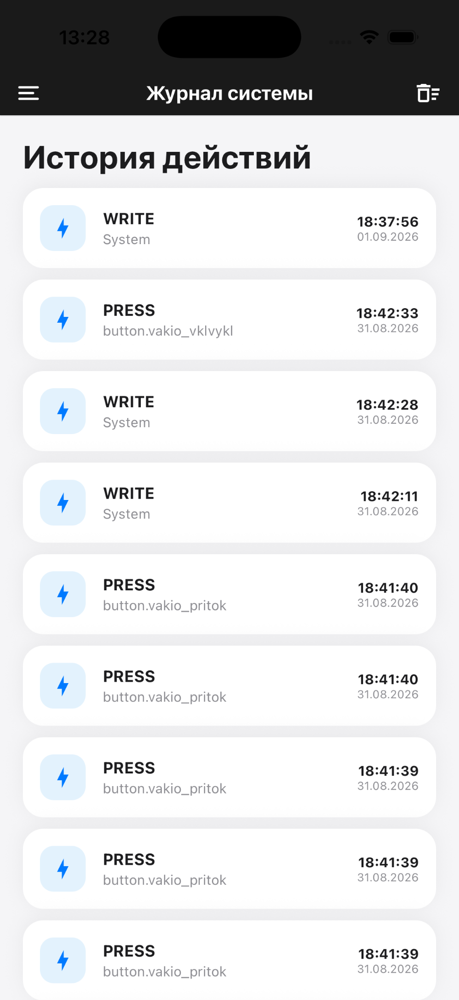 13:28
Журнал системы
История действий
WRITE
System
18:37:56
01.09.2026
PRESS
button.vakio_vklvykl
18:42:33
31.08.2026
WRITE
System
18:42:28
31.08.2026
WRITE
System
18:42:11
31.08.2026
PRESS
button.vakio_pritok
18:41:40
31.08.2026
PRESS
button.vakio_pritok
18:41:40
31.08.2026
PRESS
button.vakio_pritok
18:41:39
31.08.2026
PRESS
button.vakio_pritok
18:41:39
31.08.2026
PRESS
button.vakio_pritok
18:41:39
31.08.2026